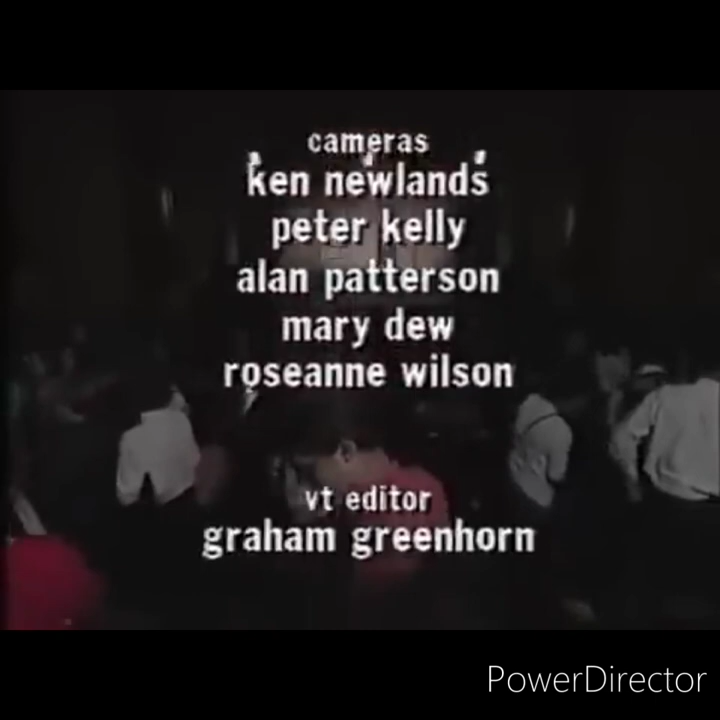 cameras
ken newlands
peter kelly
alan patterson
mary dew
roseanne wilson
vt editor
graham greenhorn
PowerDirector